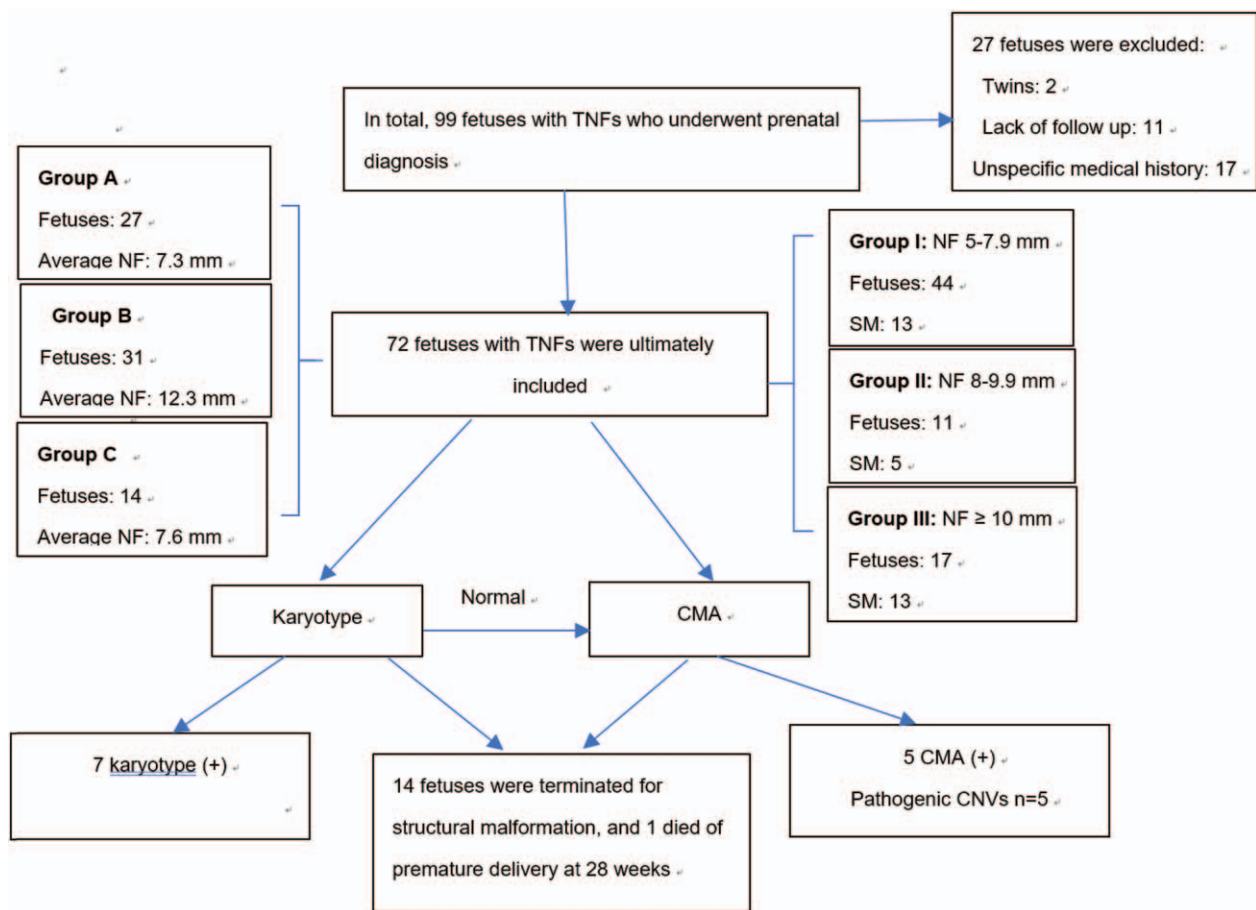 27 fetuses were excluded:
Twins: 2
Lack of follow up: 11
Unspecific medical history: 17
In total, 99 fetuses with TNFs who underwent prenatal
diagnosis
Group A
Fetuses: 27
Average NF: 7.3 mm
Group B
Fetuses: 31
Average NF: 12.3 mm
Group C
Fetuses: 14
Average NF: 7.6 mm
72 fetuses with TNFs were ultimately
included
Group I: NF 5-7.9 mm
Fetuses: 44
SM: 13
Group II: NF 8-9.9 mm
Fetuses: 11
SM: 5
Group III: NF ≥ 10 mm
Fetuses: 17
SM: 13
Karyotype
Normal
CMA
7 karyotype (+)
14 fetuses were terminated for
structural malformation, and 1 died of
premature delivery at 28 weeks
5 CMA (+)
Pathogenic CNVs n=5